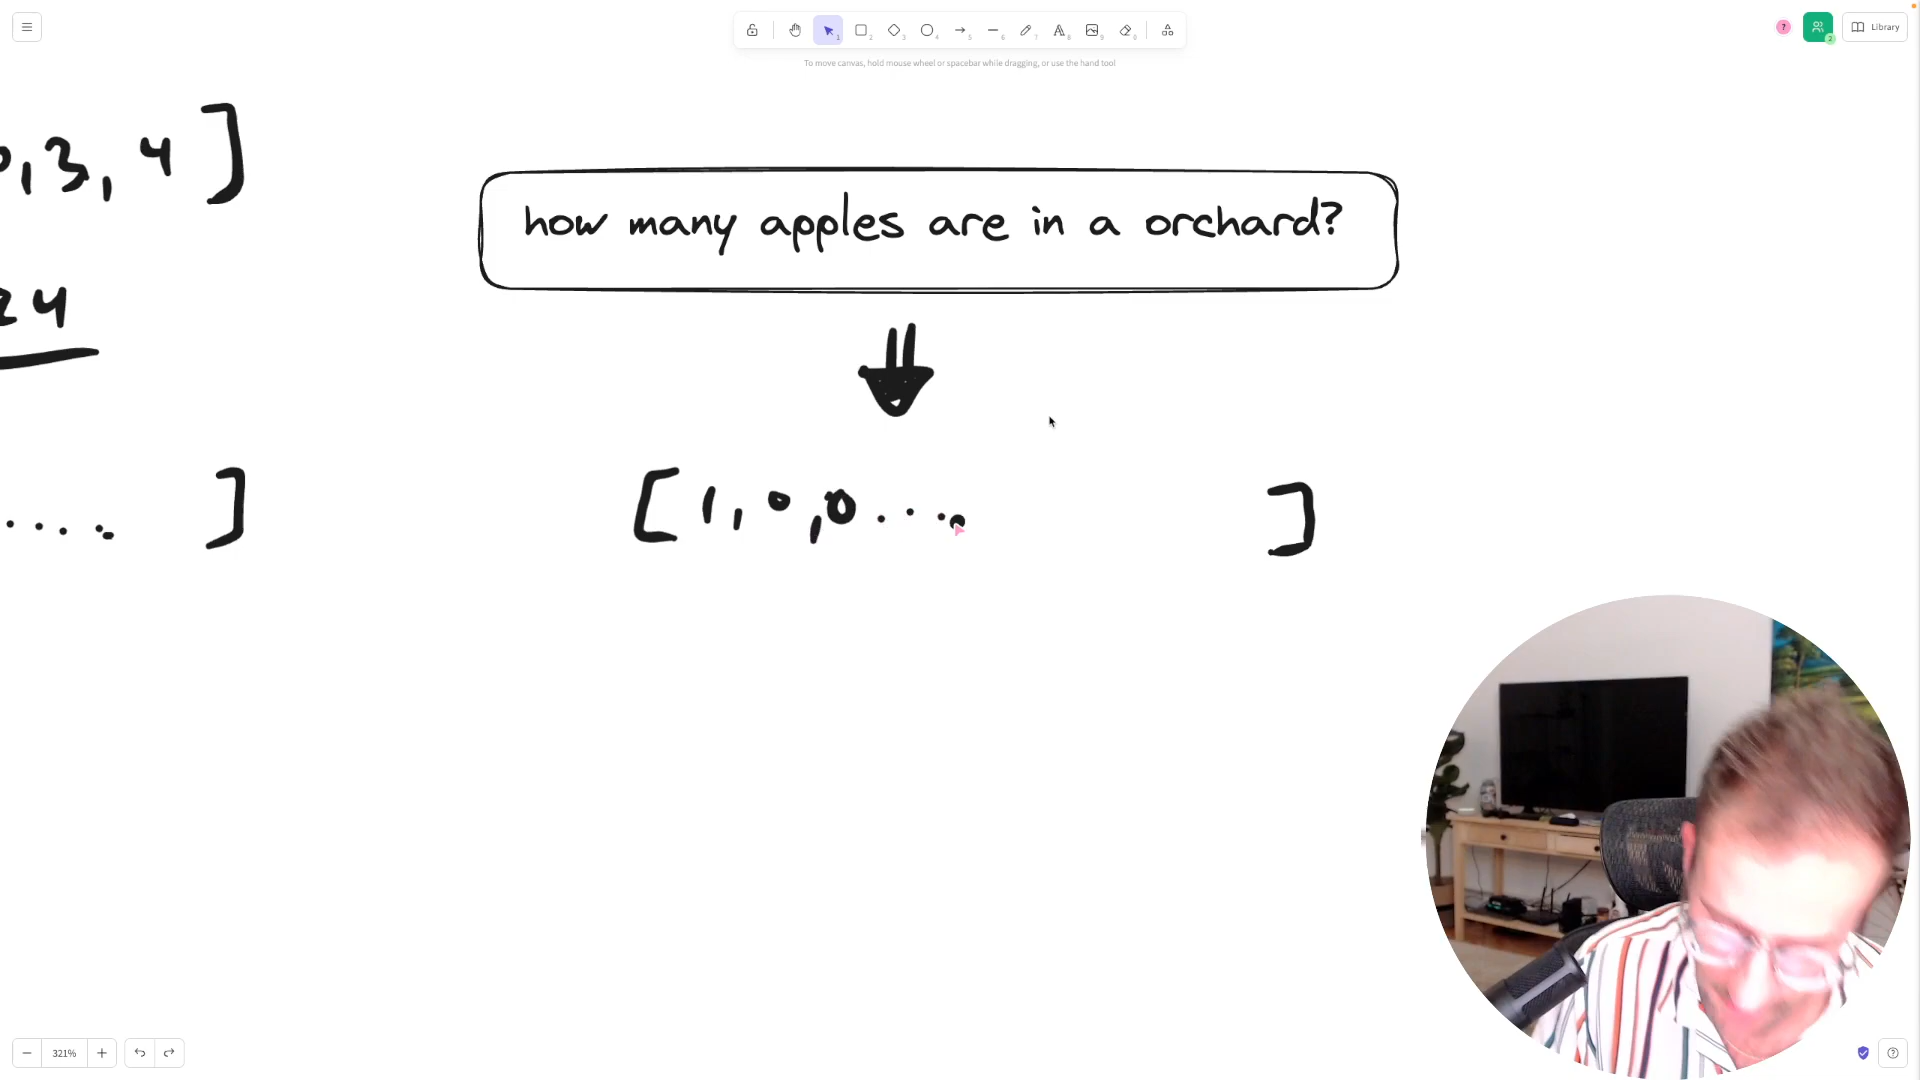 Library
To move canvas, hold mouse wheel or spacebar while dragging, or use the hand tool
,3, 4 ]
how many apples are in a orchard?
24
.... ]
[1, 0,0.... ]
321%